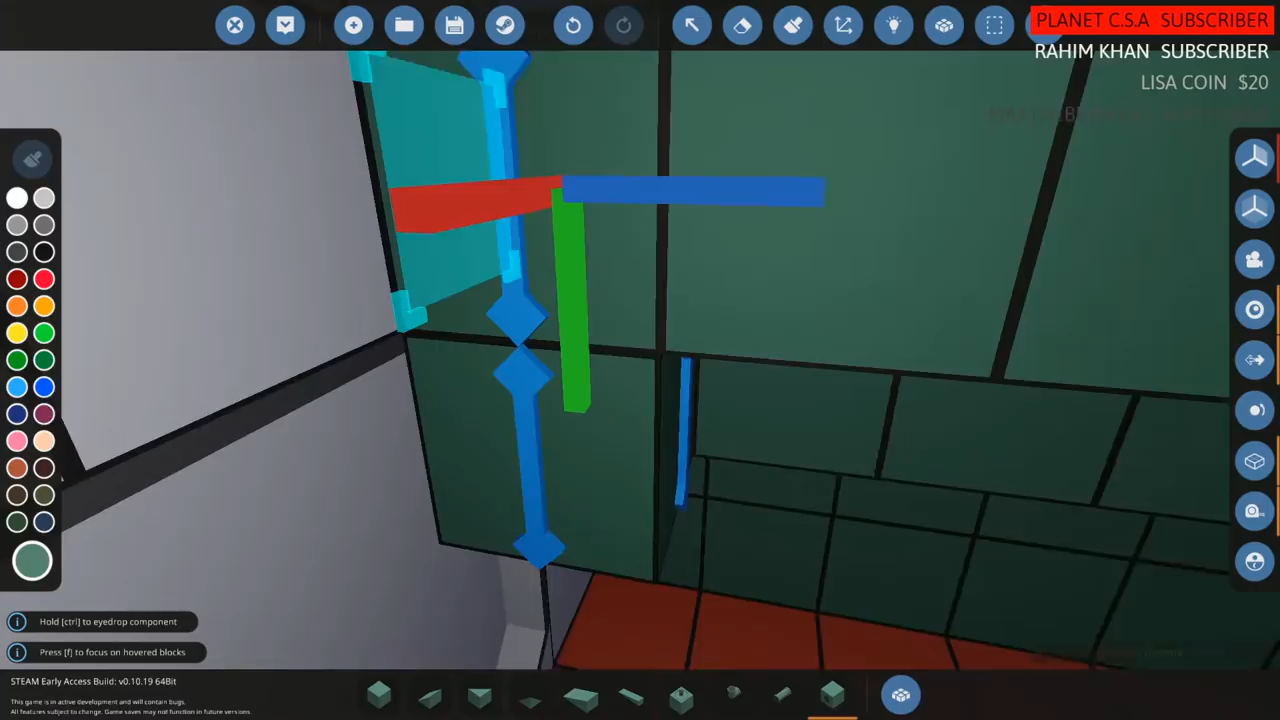 PLANET C.S.A SUBSCRIBER
RAHIM KHAN SUBSCRIBER
LISA COIN $20
Hold [ctrl] to eyedrop component
Press [f] to focus on hovered blocks
STEAM Early Access Build: v0.10.19 64Bit
This game is in active development and will contain bugs.
All features subject to change. Game saves may not function in future versions.